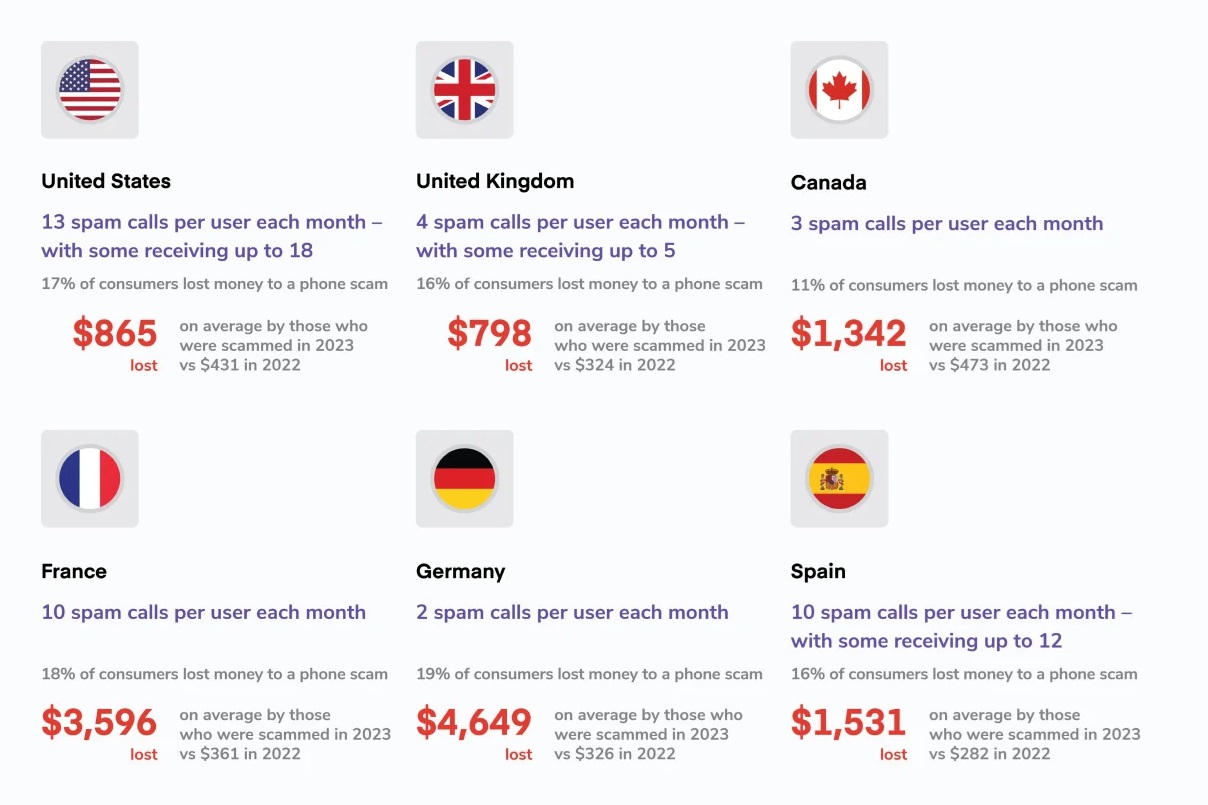 United States
13 spam calls per user each month –
with some receiving up to 18
17% of consumers lost money to a phone scam
$865
lost
on average by those who
were scammed in 2023
vs $431 in 2022
United Kingdom
4 spam calls per user each month –
with some receiving up to 5
16% of consumers lost money to a phone scam
$798
lost
on average by those
who were scammed in 2023
vs $324 in 2022
Canada
3 spam calls per user each month
11% of consumers lost money to a phone scam
$1,342
lost
on average by those who
were scammed in 2023
vs $473 in 2022
France
10 spam calls per user each month
18% of consumers lost money to a phone scam
$3,596
lost
on average by those
who were scammed in 2023
vs $361 in 2022
Germany
2 spam calls per user each month
19% of consumers lost money to a phone scam
$4,649
lost
on average by those who
were scammed in 2023
vs $326 in 2022
Spain
10 spam calls per user each month –
with some receiving up to 12
16% of consumers lost money to a phone scam
$1,531
lost
on average by those
who were scammed in 2023
vs $282 in 2022